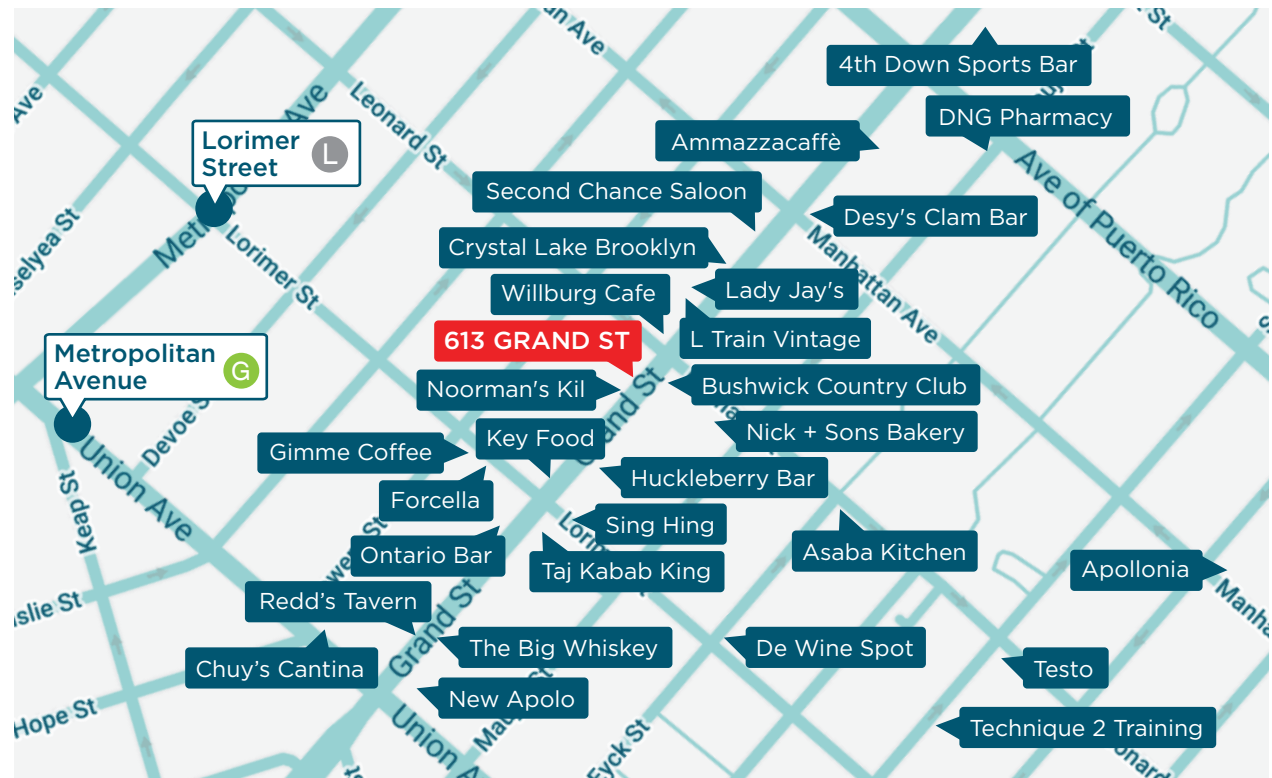 4th Down Sports Bar
DNG Pharmacy
Leonard St
Ammazzacaffè
Ave of Puerto Rico
Lorimer
Street
L
Second Chance Saloon
Desy's Clam Bar
Manhattan Ave
Crystal Lake Brooklyn
Lorimer St
Willburg Cafe
Lady Jay's
L Train Vintage
613 GRAND ST
Metropolitan
Avenue
G
Noorman's Kil
Bushwick Country Club
Grand St
Devoe S
Key Food
Nick + Sons Bakery
Gimme Coffee
Union Ave
Huckleberry Bar
Forcella
Keap St
Sing Hing
Ontario Bar
Taj Kabab King
Asaba Kitchen
Apollonia
Redd's Tavern
Grand St
The Big Whiskey
De Wine Spot
Chuy's Cantina
Testo
New Apolo
Hope St
Union A
Technique 2 Training